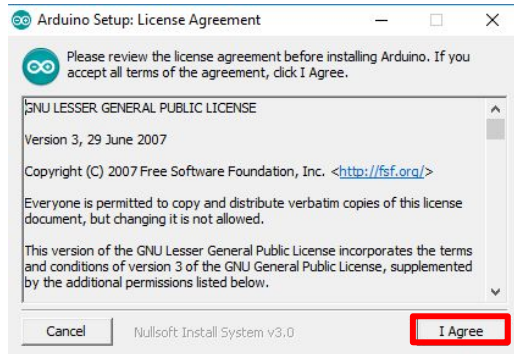 Arduino Setup: License Agreement
Please review the license agreement before installing Arduino. If you
accept all terms of the agreement, click I Agree.
GNU LESSER GENERAL PUBLIC LICENSE
Version 3, 29 June 2007
Copyright (C) 2007 Free Software Foundation, Inc. <http://fsf.org/>
Everyone is permitted to copy and distribute verbatim copies of this license
document, but changing it is not allowed.
This version of the GNU Lesser General Public License incorporates the terms
and conditions of version 3 of the GNU General Public License, supplemented
by the additional permissions listed below.
Cancel
Nullsoft Install System v3.0
I Agree